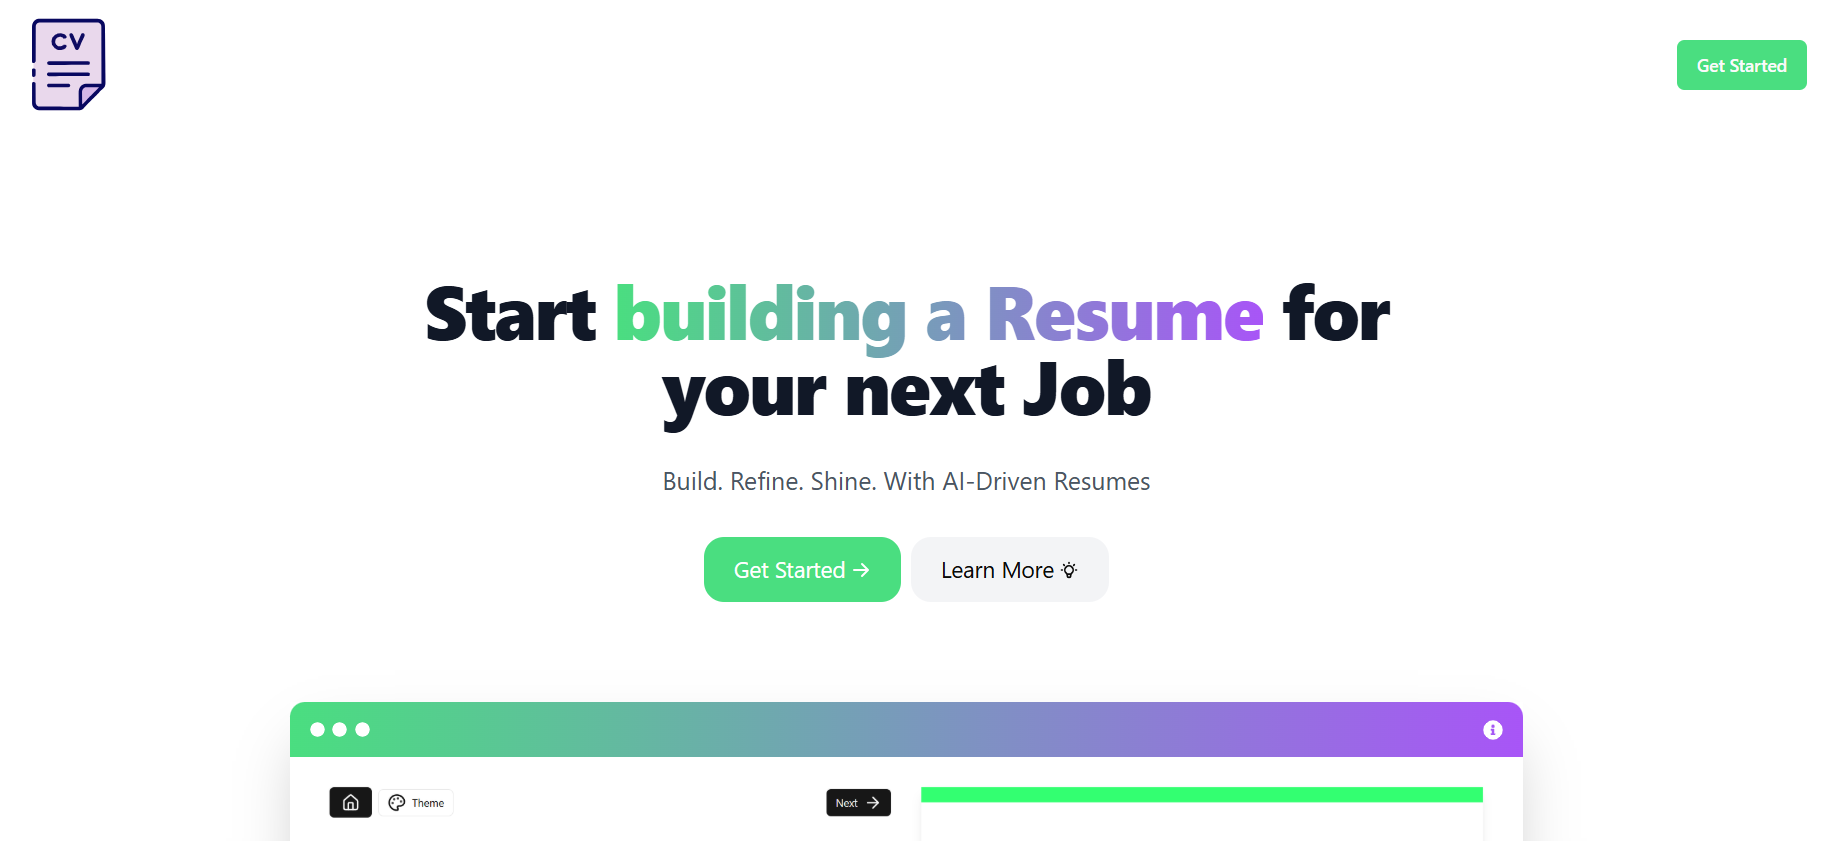 CV
Get Started
Start building a Resume for
your next Job
Build. Refine. Shine. With AI-Driven Resumes
Get Started
Learn More
Theme
Next